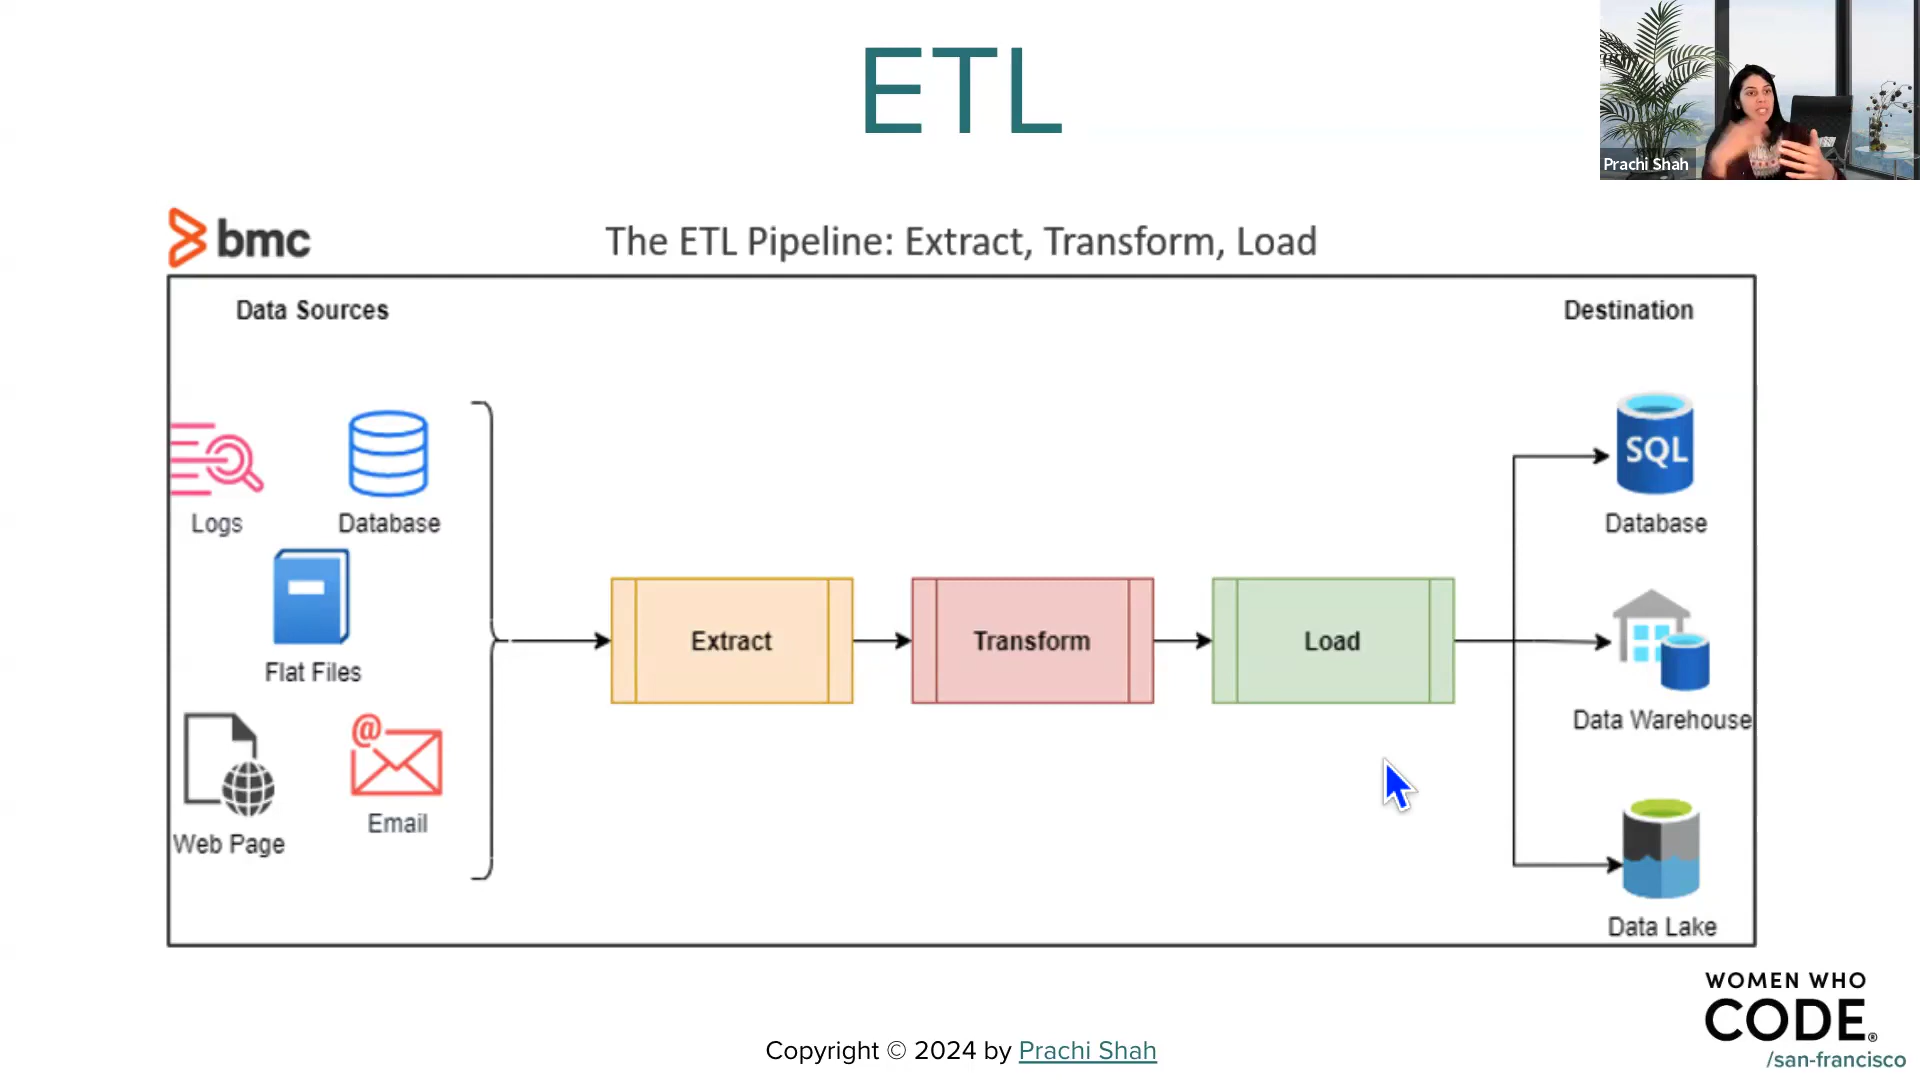 ETL
Prachi Shah
bmc
The ETL Pipeline: Extract, Transform, Load
Data Sources
Destination
Logs
Database
Flat Files
Web Page
Email
Extract
Transform
Load
SQL
Database
Data Warehouse
Data Lake
WOMEN WHO
CODE®
/san-francisco
Copyright © 2024 by Prachi Shah